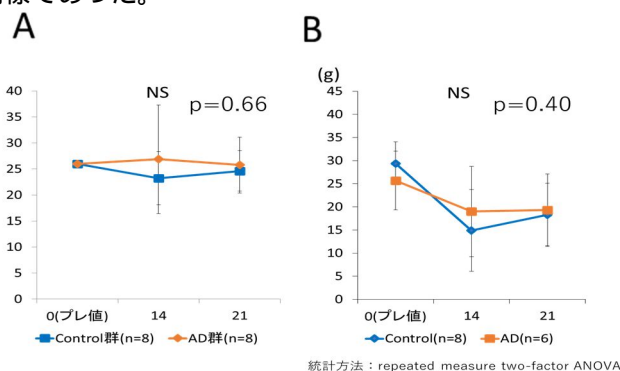 A
B
NS
p=0.66
40
35
30
25
20
15
10
5
0
0(プレ値)
14
21
Control群(n=8)
AD群(n=8)
(g)
NS
p=0.40
45
40
35
30
25
20
15
10
5
0
0(プレ値)
14
21
Control(n=8)
AD(n=6)
統計方法：repeated measure two-factor ANOVA